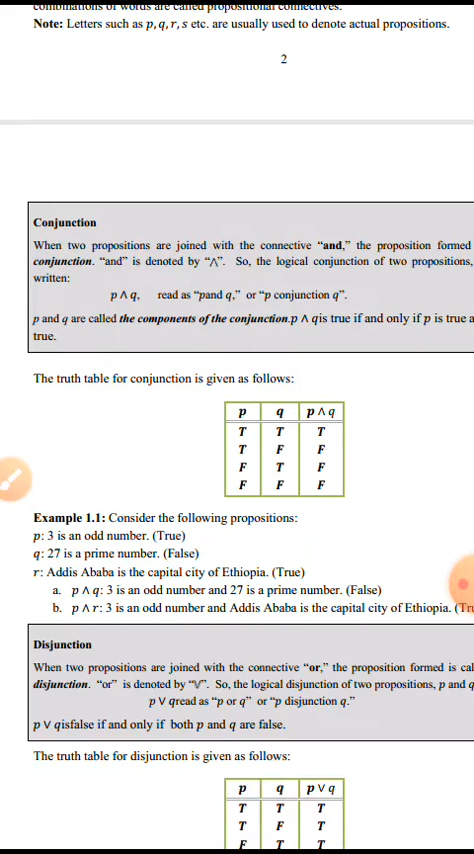 combinations of words are called propositional connectives.
Note: Letters such as p, q, r, s etc. are usually used to denote actual propositions.
2
Conjunction
When two propositions are joined with the connective “and,” the proposition formed
conjunction. “and” is denoted by “⋀”. So, the logical conjunction of two propositions,
written:
p ∧ q, read as “pand q,” or “p conjunction q”.
p and q are called the components of the conjunction.p ∧ qis true if and only if p is true a
true.
The truth table for conjunction is given as follows:
p q p ∧ q
T T T
T F F
F T F
F F F
Example 1.1: Consider the following propositions:
p: 3 is an odd number. (True)
q: 27 is a prime number. (False)
r: Addis Ababa is the capital city of Ethiopia. (True)
a. p ∧ q: 3 is an odd number and 27 is a prime number. (False)
b. p ∧ r: 3 is an odd number and Addis Ababa is the capital city of Ethiopia. (Tru
Disjunction
When two propositions are joined with the connective “or,” the proposition formed is cal
disjunction. “or” is denoted by “⋁”. So, the logical disjunction of two propositions, p and q
p ∨ qread as “p or q” or “p disjunction q.”
p ∨ qisfalse if and only if both p and q are false.
The truth table for disjunction is given as follows:
p q p ∨ q
T T T
T F T
F T T